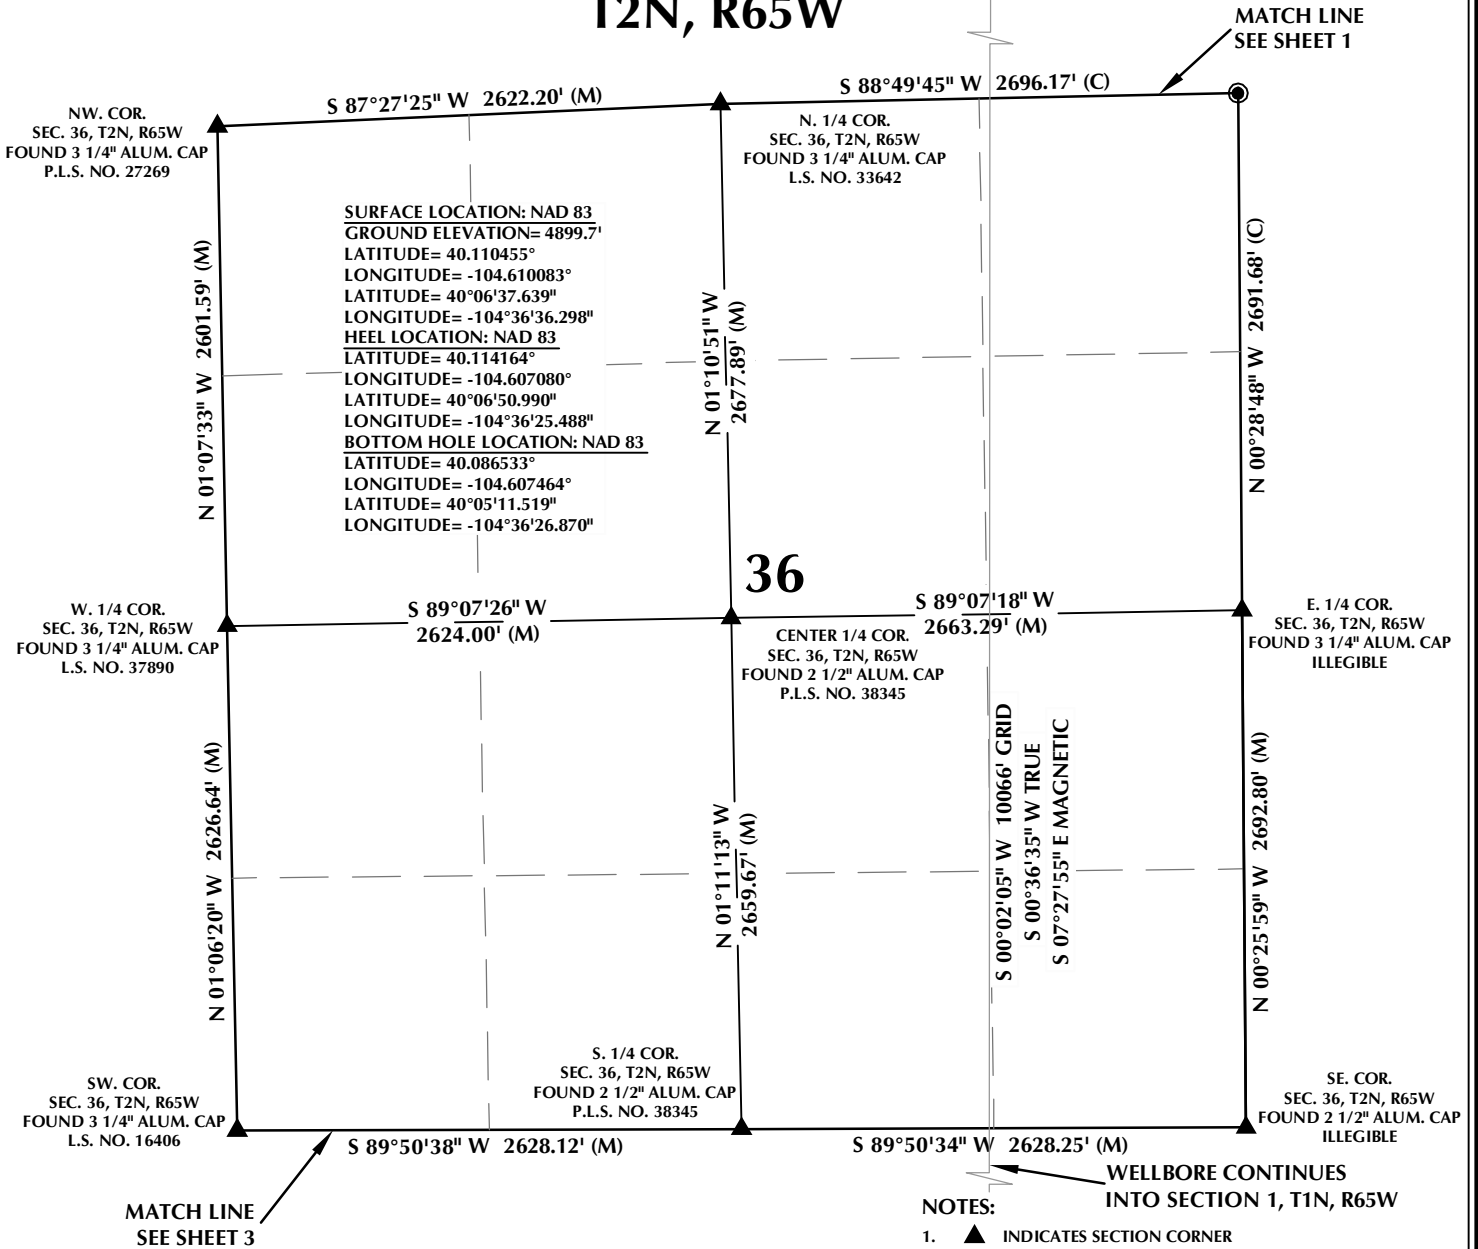 T2N, R65W
MATCH LINE
SEE SHEET 1
S 87°27'25" W 2622.20' (M)
S 88°49'45" W 2696.17' (C)
NW. COR.
SEC. 36, T2N, R65W
FOUND 3 1/4" ALUM. CAP
P.L.S. NO. 27269
N. 1/4 COR.
SEC. 36, T2N, R65W
FOUND 3 1/4" ALUM. CAP
L.S. NO. 33642
SURFACE LOCATION: NAD 83
GROUND ELEVATION= 4899.7'
LATITUDE= 40.110455°
LONGITUDE= -104.610083°
LATITUDE= 40°06'37.639"
LONGITUDE= -104°36'36.298"
HEEL LOCATION: NAD 83
LATITUDE= 40.114164°
LONGITUDE= -104.607080°
LATITUDE= 40°06'50.990"
LONGITUDE= -104°36'25.488"
BOTTOM HOLE LOCATION: NAD 83
LATITUDE= 40.086533°
LONGITUDE= -104.607464°
LATITUDE= 40°05'11.519"
LONGITUDE= -104°36'26.870"
N 01°07'33" W 2601.59' (M)
N 01°10'51" W
2677.89' (M)
N 00°28'48" W 2691.68' (C)
36
W. 1/4 COR.
SEC. 36, T2N, R65W
FOUND 3 1/4" ALUM. CAP
L.S. NO. 37890
S 89°07'26" W
2624.00' (M)
S 89°07'18" W
2663.29' (M)
CENTER 1/4 COR.
SEC. 36, T2N, R65W
FOUND 2 1/2" ALUM. CAP
P.L.S. NO. 38345
E. 1/4 COR.
SEC. 36, T2N, R65W
FOUND 3 1/4" ALUM. CAP
ILLEGIBLE
N 01°06'20" W 2626.64' (M)
N 01°11'13" W
2659.67' (M)
S 00°02'05" W 10066' GRID
S 00°36'35" W TRUE
S 07°27'55" E MAGNETIC
N 00°25'59" W 2692.80' (M)
SW. COR.
SEC. 36, T2N, R65W
FOUND 3 1/4" ALUM. CAP
L.S. NO. 16406
S. 1/4 COR.
SEC. 36, T2N, R65W
FOUND 2 1/2" ALUM. CAP
P.L.S. NO. 38345
SE. COR.
SEC. 36, T2N, R65W
FOUND 2 1/2" ALUM. CAP
ILLEGIBLE
S 89°50'38" W 2628.12' (M)
S 89°50'34" W 2628.25' (M)
MATCH LINE
SEE SHEET 3
WELLBORE CONTINUES
INTO SECTION 1, T1N, R65W
NOTES:
1. ▲ INDICATES SECTION CORNER